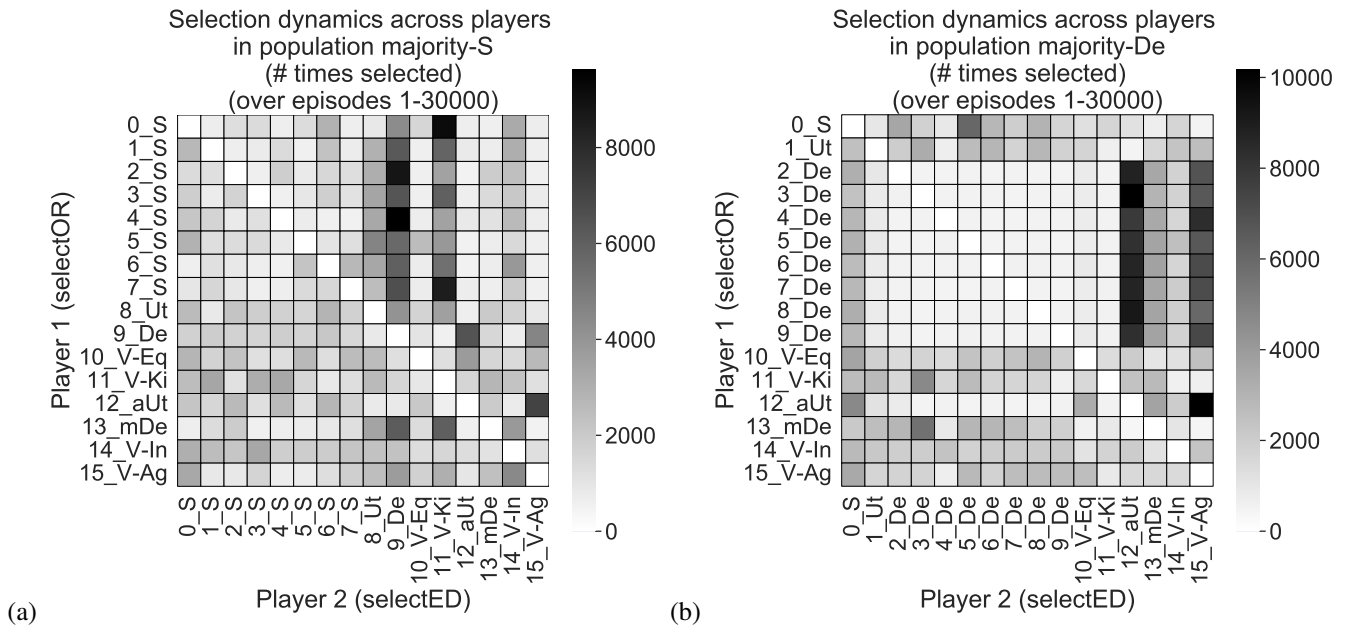 Selection dynamics across players
in population majority-S
(# times selected)
(over episodes 1-30000)
Player 1 (selectOR)
0_S
1_S
2_S
3_S
4_S
5_S
6_S
7_S
8_Ut
9_De
10_V-Eq
11_V-Ki
12_aUt
13_mDe
14_V-In
15_V-Ag
0_S
1_S
2_S
3_S
4_S
5_S
6_S
7_S
8_Ut
9_De
10_V-Eq
11_V-Ki
12_aUt
13_mDe
14_V-In
15_V-Ag
Player 2 (selectED)
8000
6000
4000
2000
0
(a)
Selection dynamics across players
in population majority-De
(# times selected)
(over episodes 1-30000)
Player 1 (selectOR)
0_S
1_Ut
2_De
3_De
4_De
5_De
6_De
7_De
8_De
9_De
10_V-Eq
11_V-Ki
12_aUt
13_mDe
14_V-In
15_V-Ag
0_S
1_Ut
2_De
3_De
4_De
5_De
6_De
7_De
8_De
9_De
10_V-Eq
11_V-Ki
12_aUt
13_mDe
14_V-In
15_V-Ag
Player 2 (selectED)
10000
8000
6000
4000
2000
0
(b)